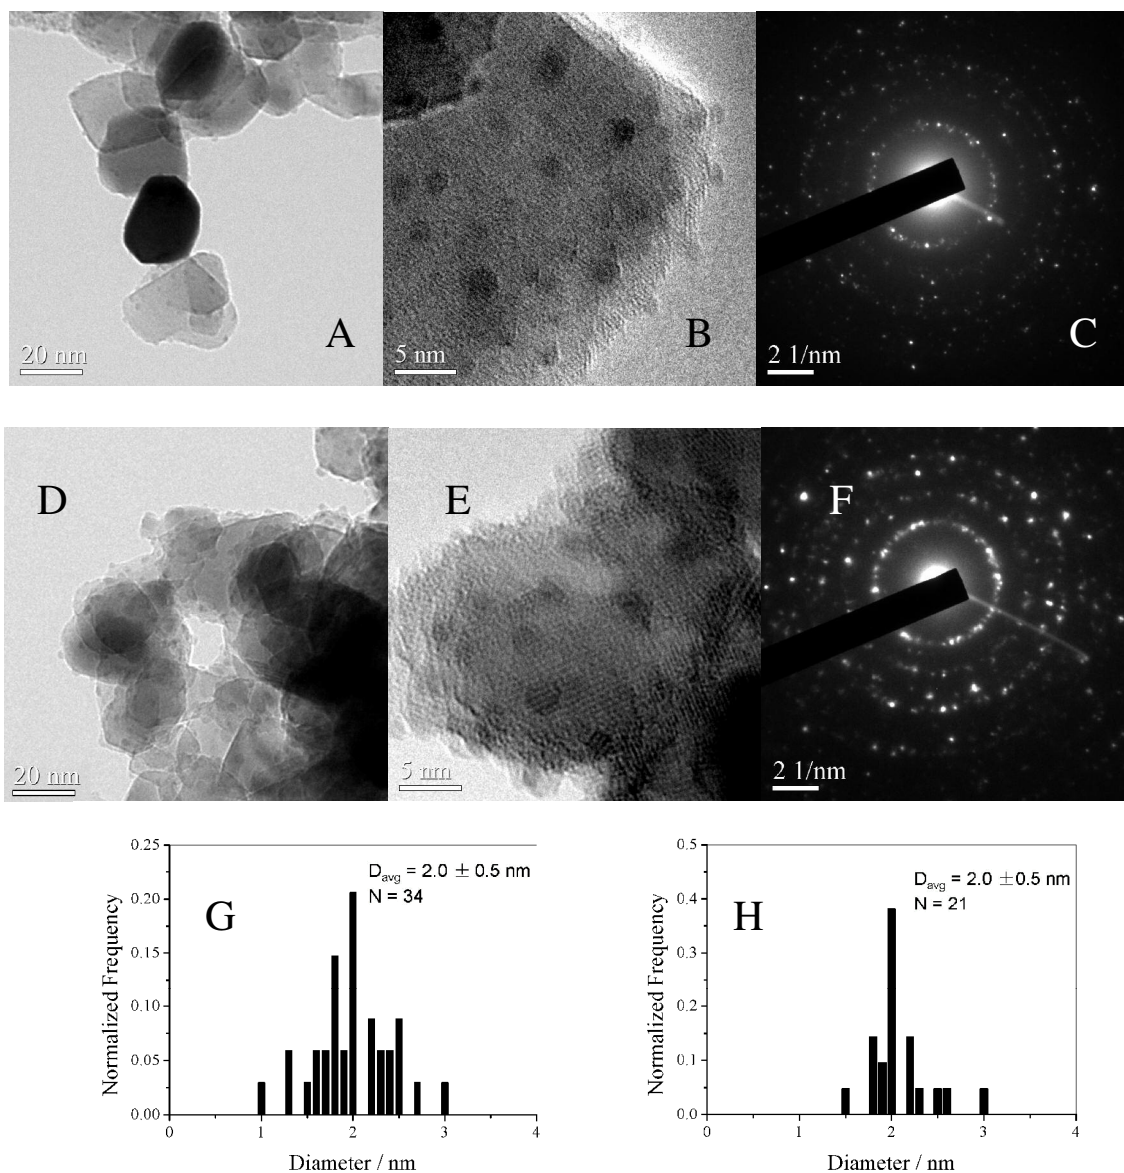 A
20 nm
B
5 nm
C
2 1/nm
D
20 nm
E
5 nm
F
2 1/nm
G
Davg = 2.0 ± 0.5 nm
N = 34
Normalized Frequency
0.25
0.20
0.15
0.10
0.05
0.00
0 1 2 3 4
Diameter / nm
H
Davg = 2.0 ±0.5 nm
N = 21
Normalized Frequency
0.5
0.4
0.3
0.2
0.1
0.0
0 1 2 3 4
Diameter / nm